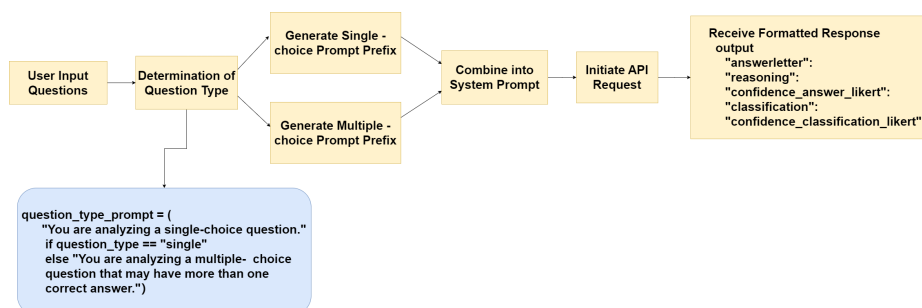 User Input
Questions
Determination of
Question Type
Generate Single -
choice Prompt Prefix
Generate Multiple -
choice Prompt Prefix
Combine into
System Prompt
Initiate API
Request
Receive Formatted Response
output
"answerletter":
"reasoning":
"confidence_answer_likert":
"classification":
"confidence_classification_likert"
question_type_prompt = (
"You are analyzing a single-choice question."
if question_type == "single"
else "You are analyzing a multiple- choice
question that may have more than one
correct answer.")